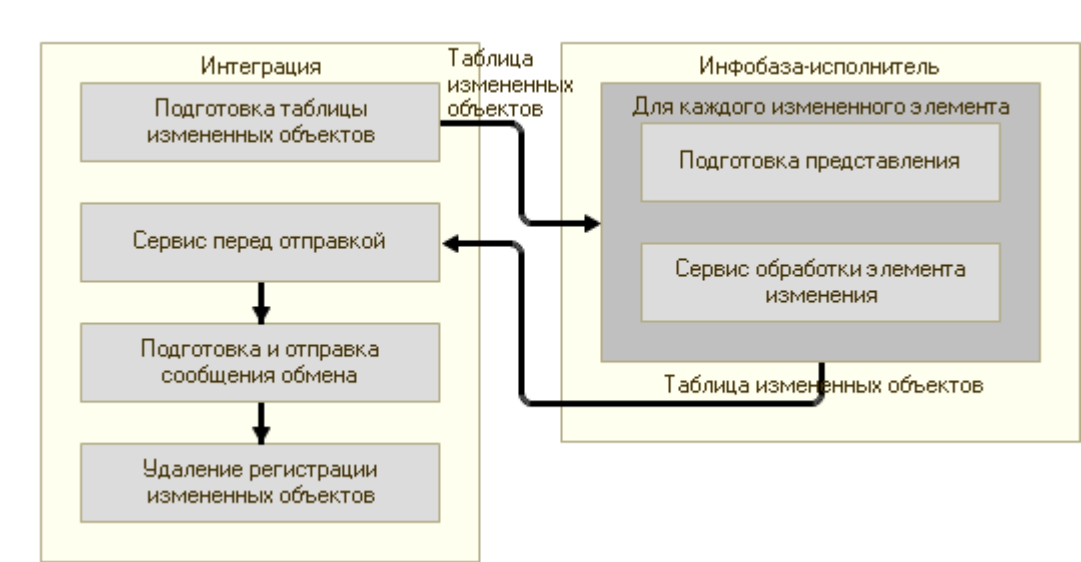 Интеграция
Подготовка таблицы
измененных объектов
Сервис перед отправкой
Подготовка и отправка
сообщения обмена
Удаление регистрации
измененных объектов
Таблица
измененных
объектов
Инфобаза-исполнитель
Для каждого измененного элемента
Подготовка представления
Сервис обработки элемента
изменения
Таблица измененных объектов